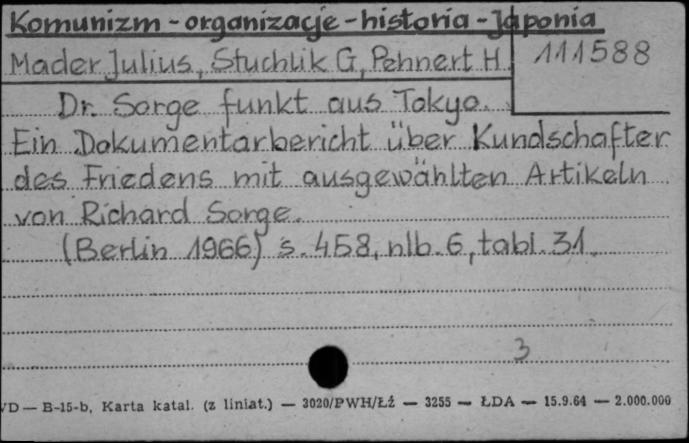 Komunizm - organizacje - historia - Japonia
Mader Julius, Stuchlik G, Pehnert H.
111588
Dr. Sorge funkt aus Tokyo.
Ein Dokumentarbericht über Kundschafter
des Friedens mit ausgewählten Artikeln
von Richard Sorge.
(Berlin 1966) s. 458, nlb. 6, tabl. 31.
3
VD — B-15-b, Karta katal. (z liniat.) — 3020/PWH/Łź — 3255 — ŁDA — 15.9.64 — 2.000.000